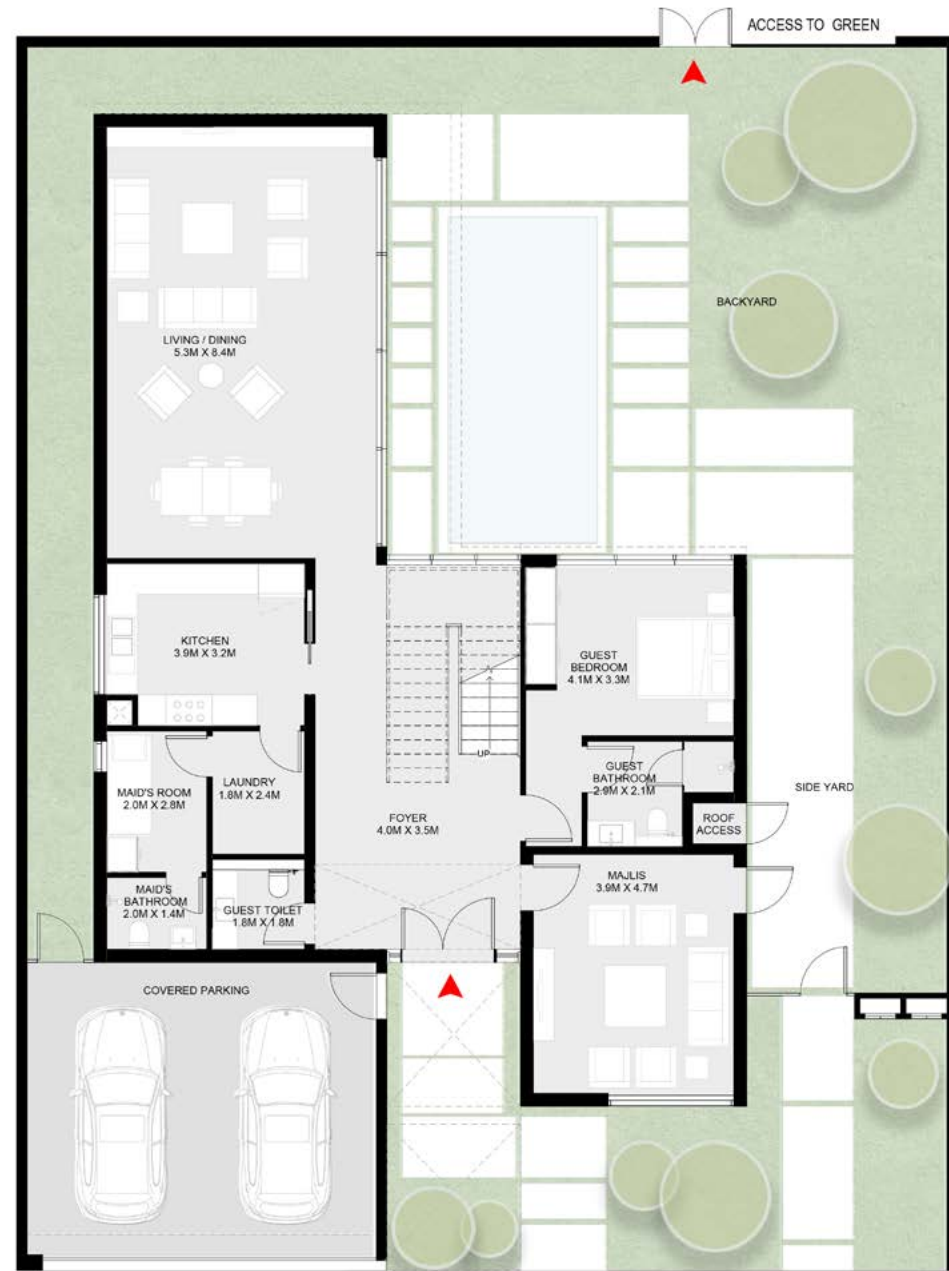 ACCESS TO GREEN
BACKYARD
LIVING / DINING
5.3M X 8.4M
KITCHEN
3.9M X 3.2M
GUEST
BEDROOM
4.1M X 3.3M
UP
GUEST
BATHROOM
2.9M X 2.1M
LAUNDRY
1.8M X 2.4M
MAID'S ROOM
2.0M X 2.8M
SIDE YARD
FOYER
4.0M X 3.5M
ROOF
ACCESS
MAJLIS
3.9M X 4.7M
MAID'S
BATHROOM
2.0M X 1.4M
GUEST TOILET
1.8M X 1.8M
COVERED PARKING